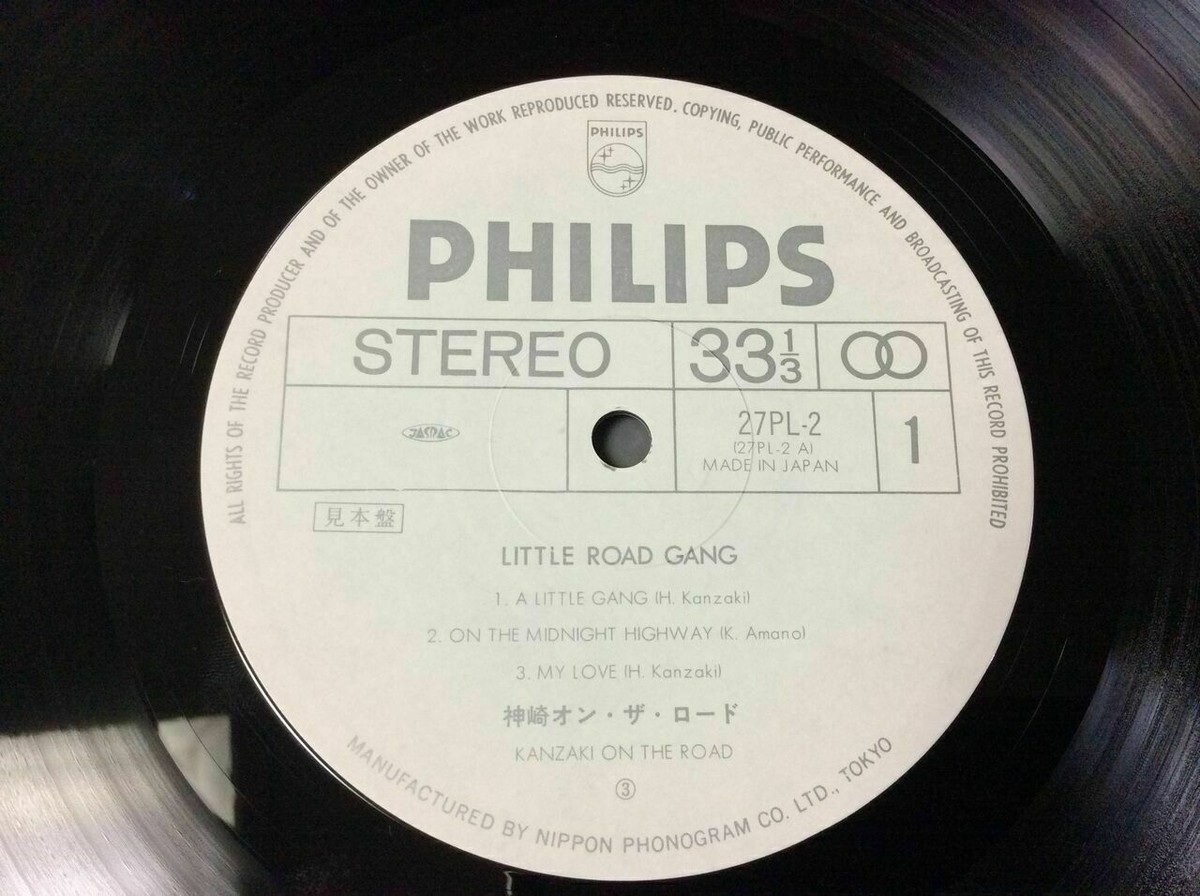 ALL RIGHTS OF THE RECORD PRODUCER AND OF THE OWNER OF THE WORK REPRODUCED RESERVED. COPYING, PUBLIC PERFORMANCE AND BROADCASTING OF THIS RECORD PROHIBITED
PHILIPS
PHILIPS
STEREO 33 1/3
JASRAC
27PL-2
(27PL-2 A)
MADE IN JAPAN
1
見本盤
LITTLE ROAD GANG
1. A LITTLE GANG (H. Kanzaki)
2. ON THE MIDNIGHT HIGHWAY (K. Amano)
3. MY LOVE (H. Kanzaki)
神崎オン・ザ・ロード
KANZAKI ON THE ROAD
③
MANUFACTURED BY NIPPON PHONOGRAM CO. LTD., TOKYO